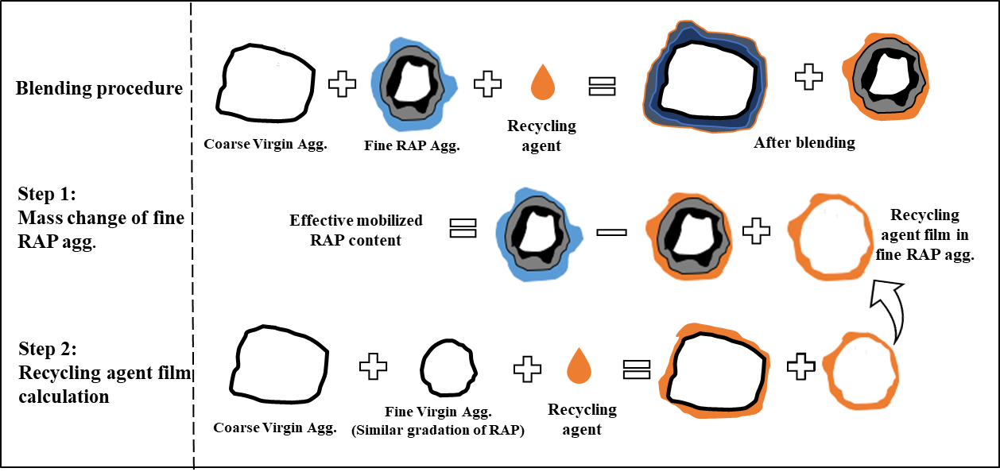 Blending procedure
Coarse Virgin Agg.
Fine RAP Agg.
Recycling
agent
After blending
Step 1:
Mass change of fine
RAP agg.
Effective mobilized
RAP content
Recycling
agent film in
fine RAP agg.
Step 2:
Recycling agent film
calculation
Coarse Virgin Agg.
Fine Virgin Agg.
(Similar gradation of RAP)
Recycling
agent